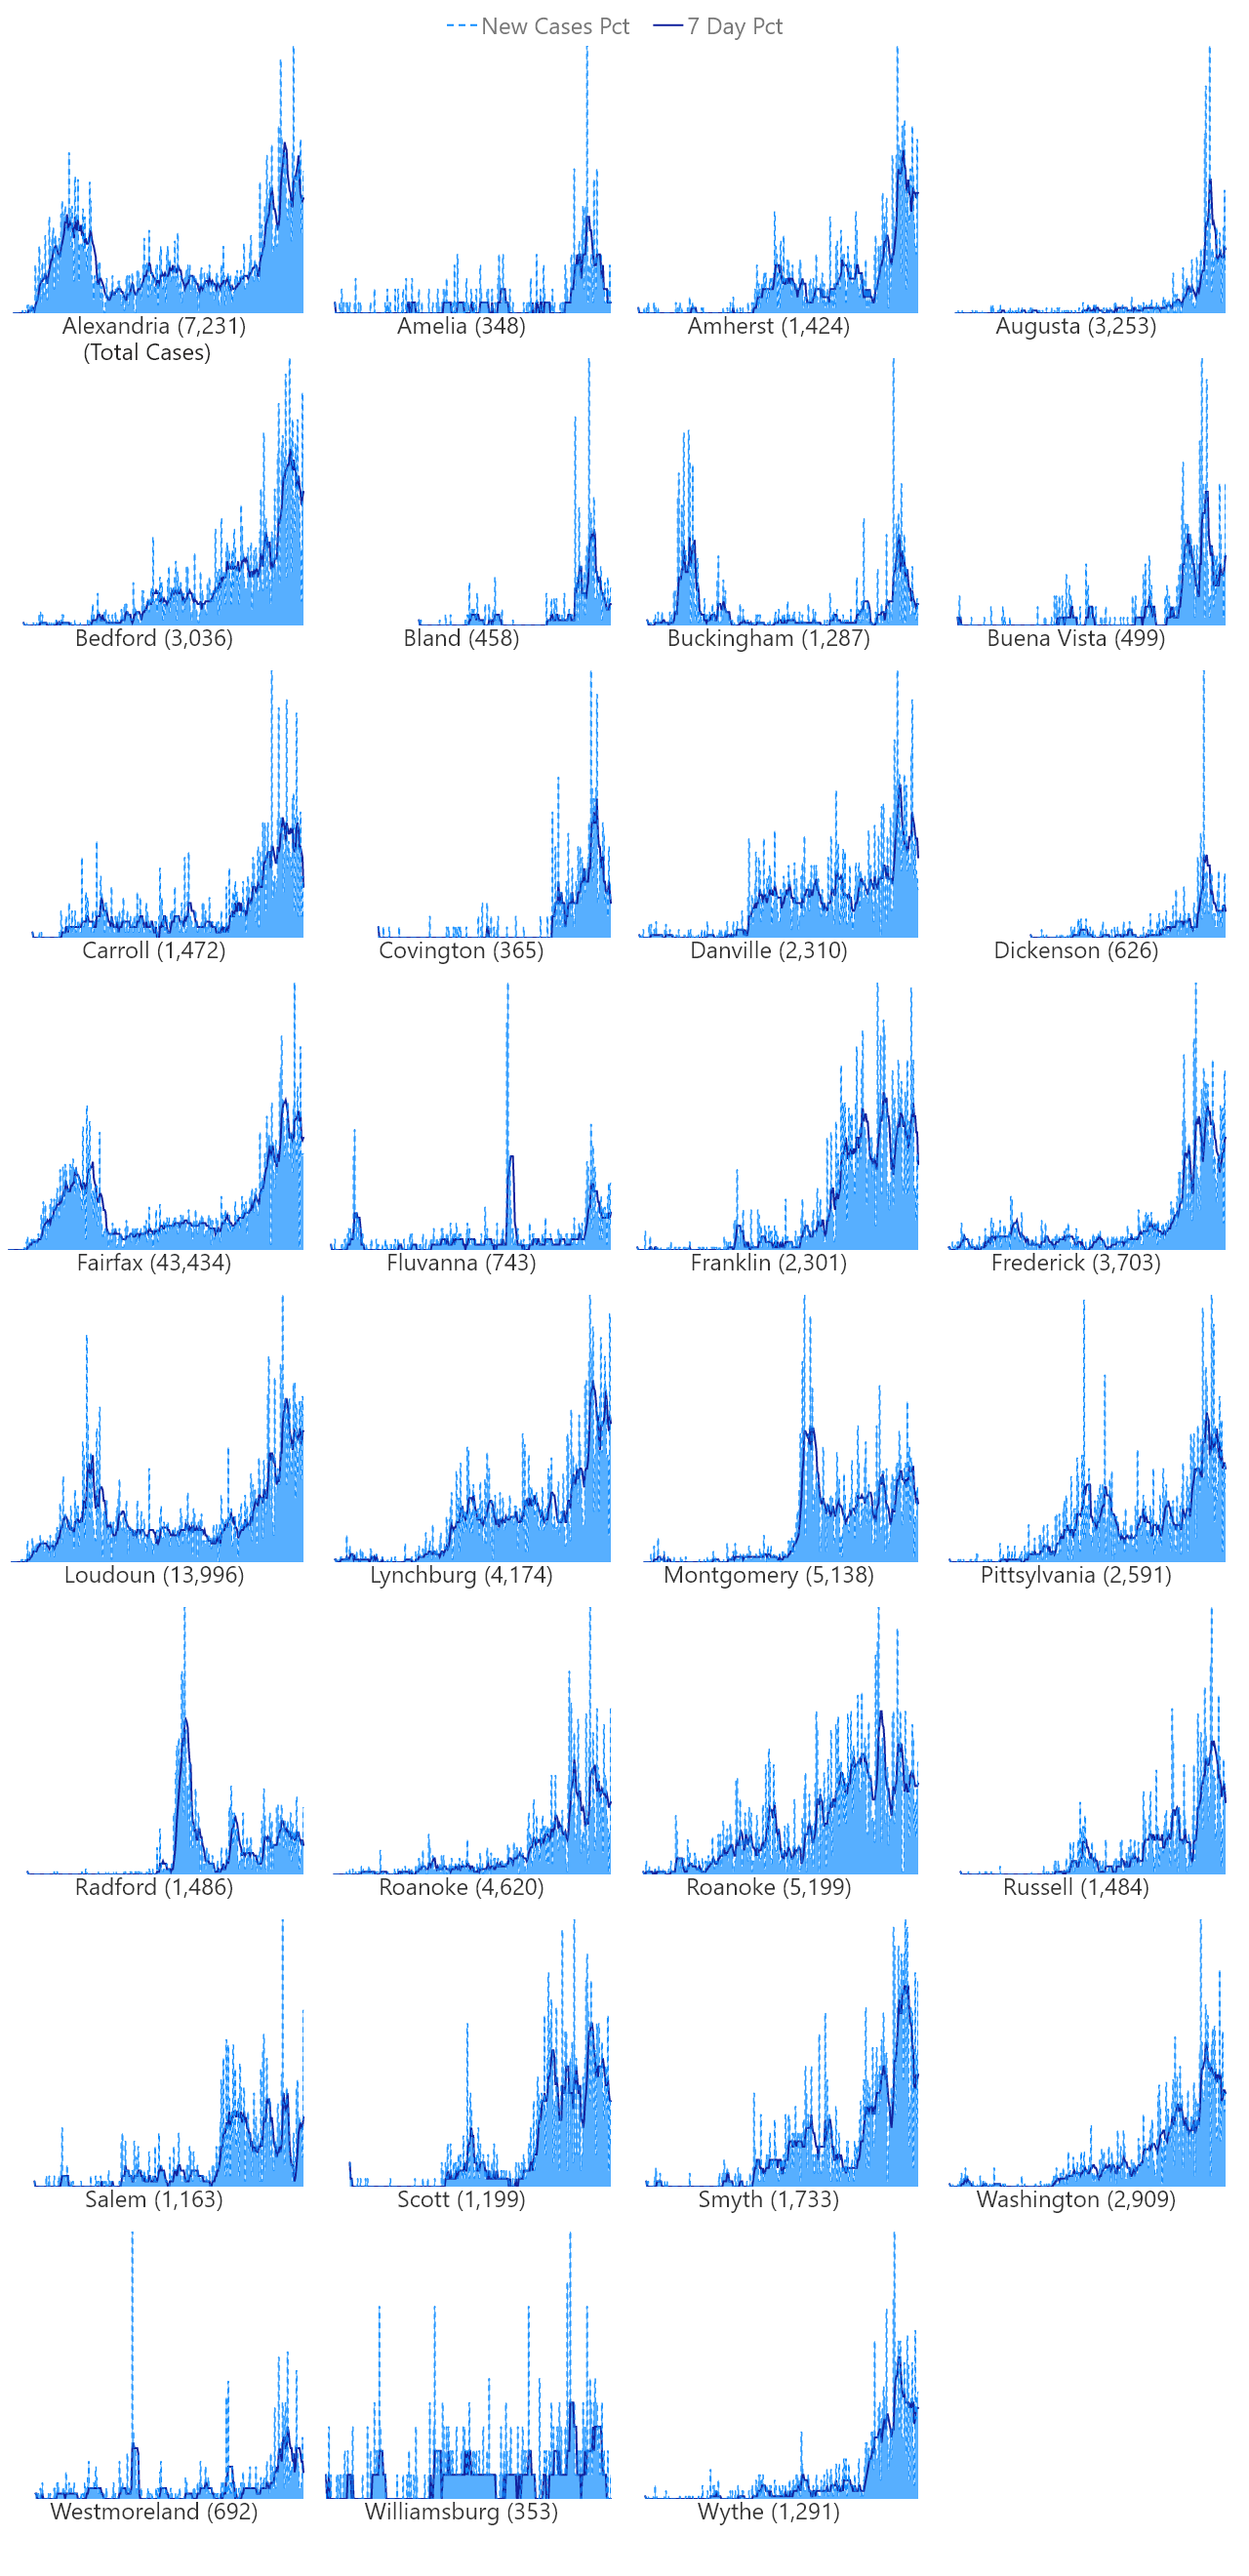 New Cases Pct 7 Day Pct
Alexandria (7,231) Amelia (348) Amherst (1,424) Augusta (3,253)
(Total Cases)
Bedford (3,036) Bland (458) Buckingham (1,287) Buena Vista (499)
Carroll (1,472) Covington (365) Danville (2,310) Dickenson (626)
Fairfax (43,434) Fluvanna (743) Franklin (2,301) Frederick (3,703)
Loudoun (13,996) Lynchburg (4,174) Montgomery (5,138) Pittsylvania (2,591)
Radford (1,486) Roanoke (4,620) Roanoke (5,199) Russell (1,484)
Salem (1,163) Scott (1,199) Smyth (1,733) Washington (2,909)
Westmoreland (692) Williamsburg (353) Wythe (1,291)